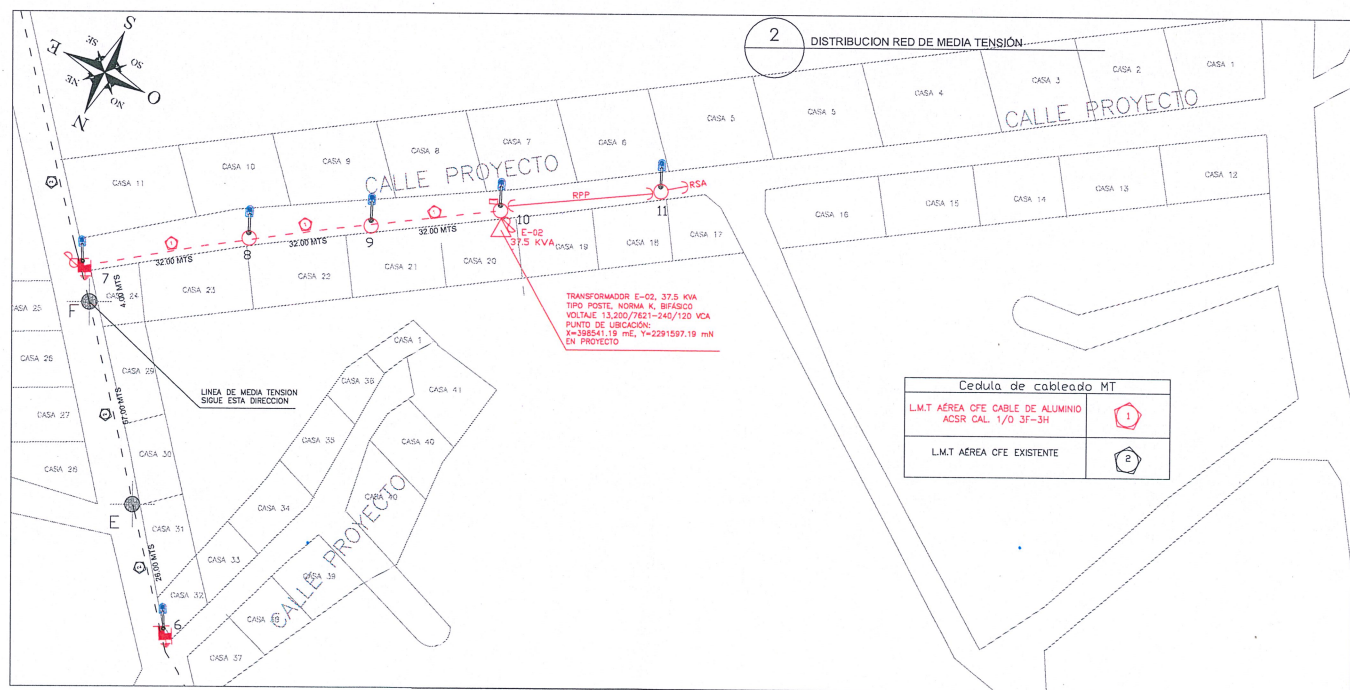 2
DISTRIBUCION RED DE MEDIA TENSIÓN
S
SE
SO
E
O
NE
NO
N
CASA 1
CASA 2
CASA 3
CASA 4
CASA 5
CASA 5
CASA 6
CASA 7
CASA 8
CASA 9
CASA 10
CASA 11
CALLE PROYECTO
CALLE PROYECTO
CASA 12
CASA 13
CASA 14
CASA 15
CASA 16
CASA 17
CASA 18
CASA 19
CASA 20
CASA 21
CASA 22
CASA 23
CASA 24
2
1
1
1
RPP
RSA
7
8
9
10
11
32.00 MTS
32.00 MTS
32.00 MTS
E-02
37.5 KVA
TRANSFORMADOR E-02, 37.5 KVA
TIPO POSTE, NORMA K, BIFÁSICO
VOLTAJE 13,200/7621-240/120 VCA
PUNTO DE UBICACIÓN:
X=398541.19 mE, Y=2291597.19 mN
EN PROYECTO
4.00 MTS
F
LINEA DE MEDIA TENSION
SIGUE ESTA DIRECCION
CASA 25
CASA 26
CASA 27
CASA 28
CASA 29
CASA 30
CASA 31
CASA 32
CASA 33
CASA 34
CASA 35
CASA 36
CASA 1
CASA 41
CASA 40
CASA 40
CASA 39
CASA 38
CASA 37
CALLE PROYECTO
2
E
2
26.00 MTS
6
Cedula de cableado MT
L.M.T AÉREA CFE CABLE DE ALUMINIO
ACSR CAL. 1/0 3F-3H
1
L.M.T AÉREA CFE EXISTENTE
2